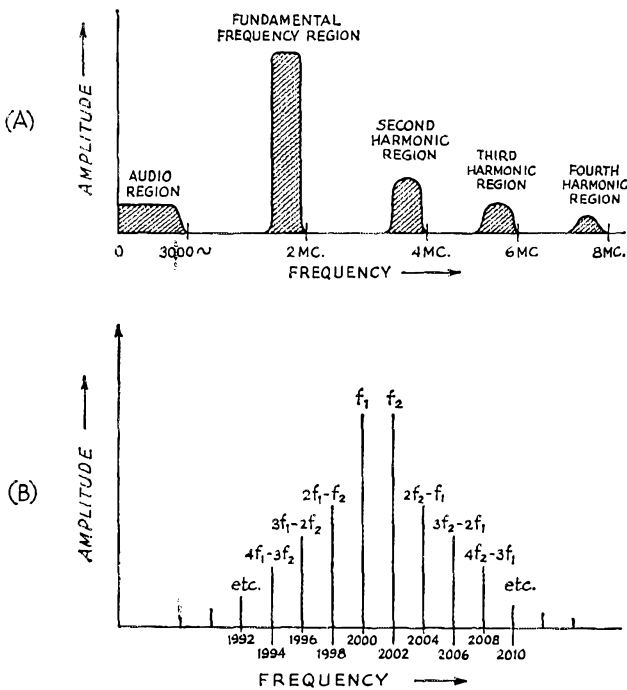 (A)
AMPLITUDE
FUNDAMENTAL
FREQUENCY REGION
AUDIO
REGION
SECOND
HARMONIC
REGION
THIRD
HARMONIC
REGION
FOURTH
HARMONIC
REGION
0 3000~ 2MC. 4MC. 6MC 8MC.
FREQUENCY
(B)
AMPLITUDE
f₁ f₂
2f₁-f₂ 2f₂-f₁
3f₁-2f₂ 3f₂-2f₁
4f₁-3f₂ 4f₂-3f₁
etc. etc.
1992 1996 2000 2004 2008
1994 1998 2002 2006 2010
FREQUENCY